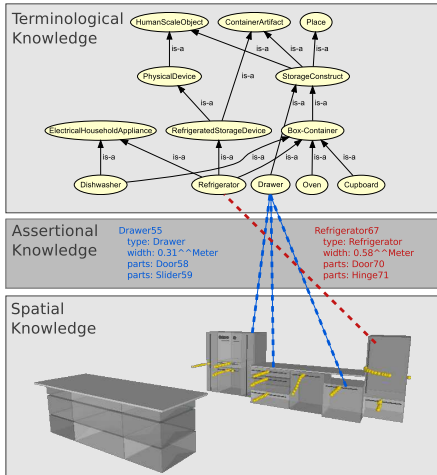 Terminological
Knowledge
HumanScaleObject
ContainerArtifact
Place
is-a
is-a
is-a
is-a
is-a
PhysicalDevice
StorageConstruct
is-a
is-a
is-a
ElectricalHouseholdAppliance
RefrigeratedStorageDevice
Box-Container
is-a
is-a
is-a
is-a
is-a
is-a
is-a
Dishwasher
Refrigerator
Drawer
Oven
Cupboard
Assertional
Knowledge
Drawer55
type: Drawer
width: 0.31^^Meter
parts: Door58
parts: Slider59
Refrigerator67
type: Refrigerator
width: 0.58^^Meter
parts: Door70
parts: Hinge71
Spatial
Knowledge